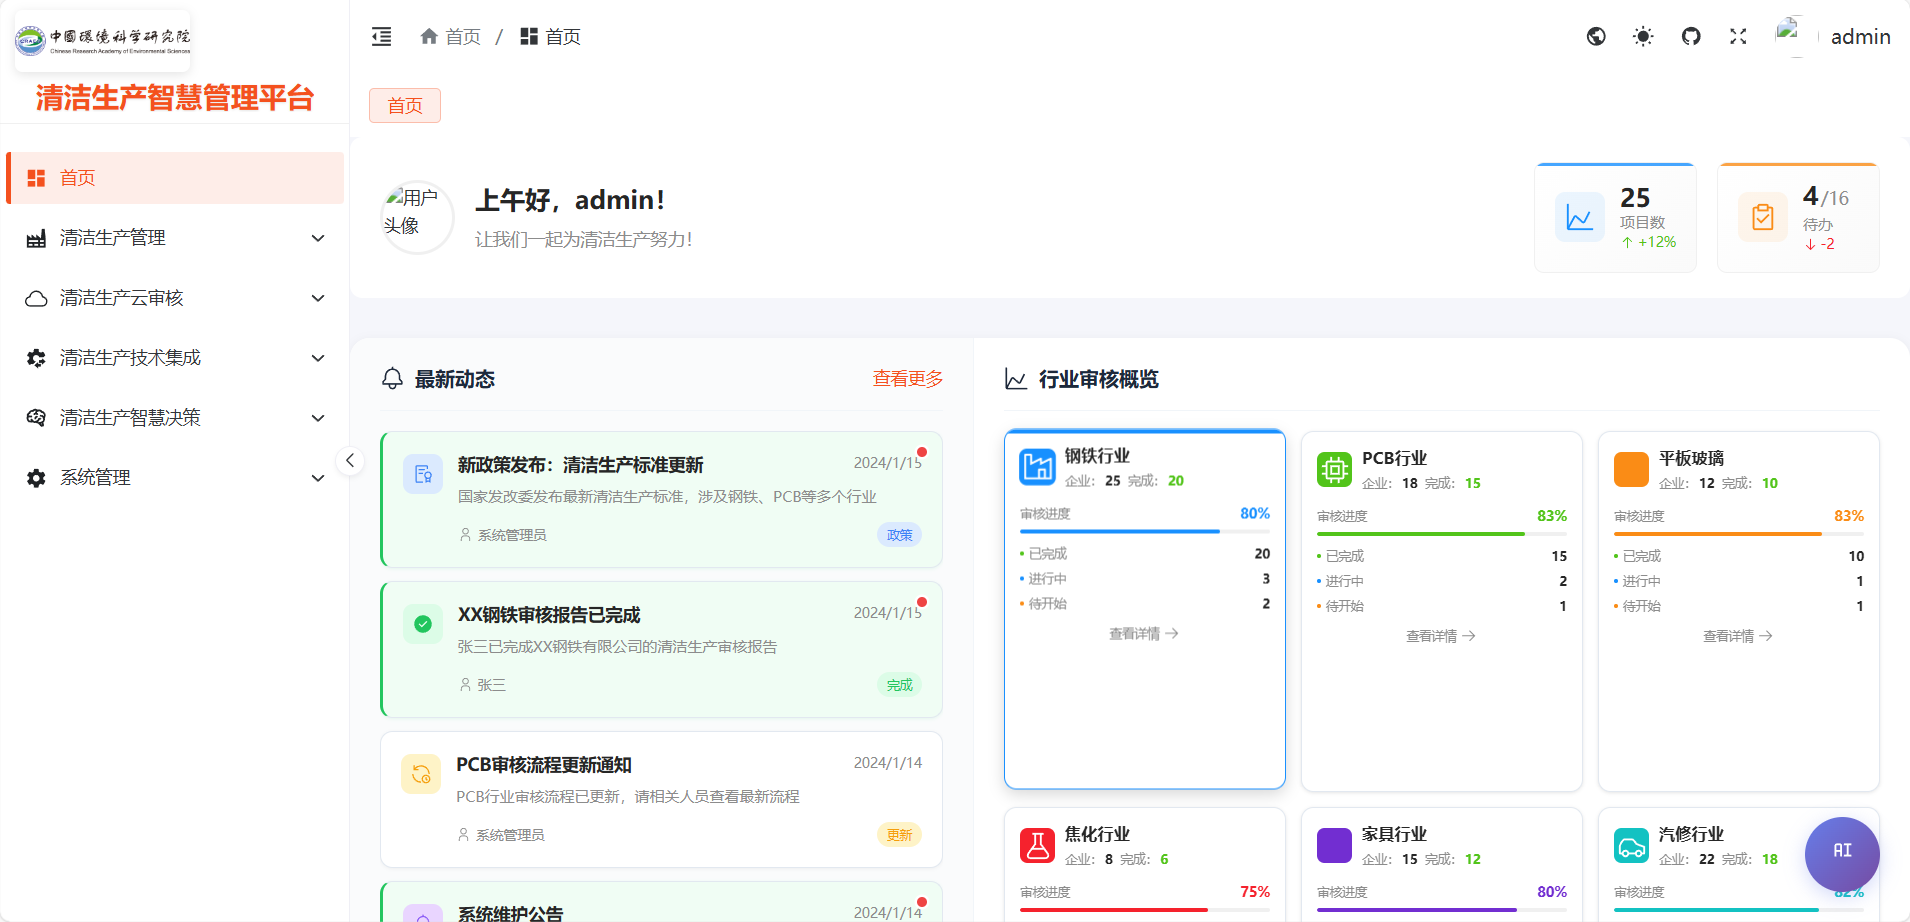 中国环境科学研究院
Chinese Research Academy of Environmental Sciences
清洁生产智慧管理平台
首页
清洁生产管理
清洁生产云审核
清洁生产技术集成
清洁生产智慧决策
系统管理
首页 / 首页
admin
首页
用户头像
上午好，admin！
让我们一起为清洁生产努力！
25
项目数
↑ +12%
4/16
待办
↓ -2
最新动态
查看更多
新政策发布：清洁生产标准更新
2024/1/15
国家发改委发布最新清洁生产标准，涉及钢铁、PCB等多个行业
系统管理员
政策
XX钢铁审核报告已完成
2024/1/15
张三已完成XX钢铁有限公司的清洁生产审核报告
张三
完成
PCB审核流程更新通知
2024/1/14
PCB行业审核流程已更新，请相关人员查看最新流程
系统管理员
更新
系统维护公告
2024/1/14
行业审核概览
钢铁行业
企业： 25 完成： 20
审核进度 80%
已完成 20
进行中 3
待开始 2
查看详情 →
PCB行业
企业： 18 完成： 15
审核进度 83%
已完成 15
进行中 2
待开始 1
查看详情 →
平板玻璃
企业： 12 完成： 10
审核进度 83%
已完成 10
进行中 1
待开始 1
查看详情 →
焦化行业
企业： 8 完成： 6
审核进度 75%
家具行业
企业： 15 完成： 12
审核进度 80%
汽修行业
企业： 22 完成： 18
审核进度 82%
AI